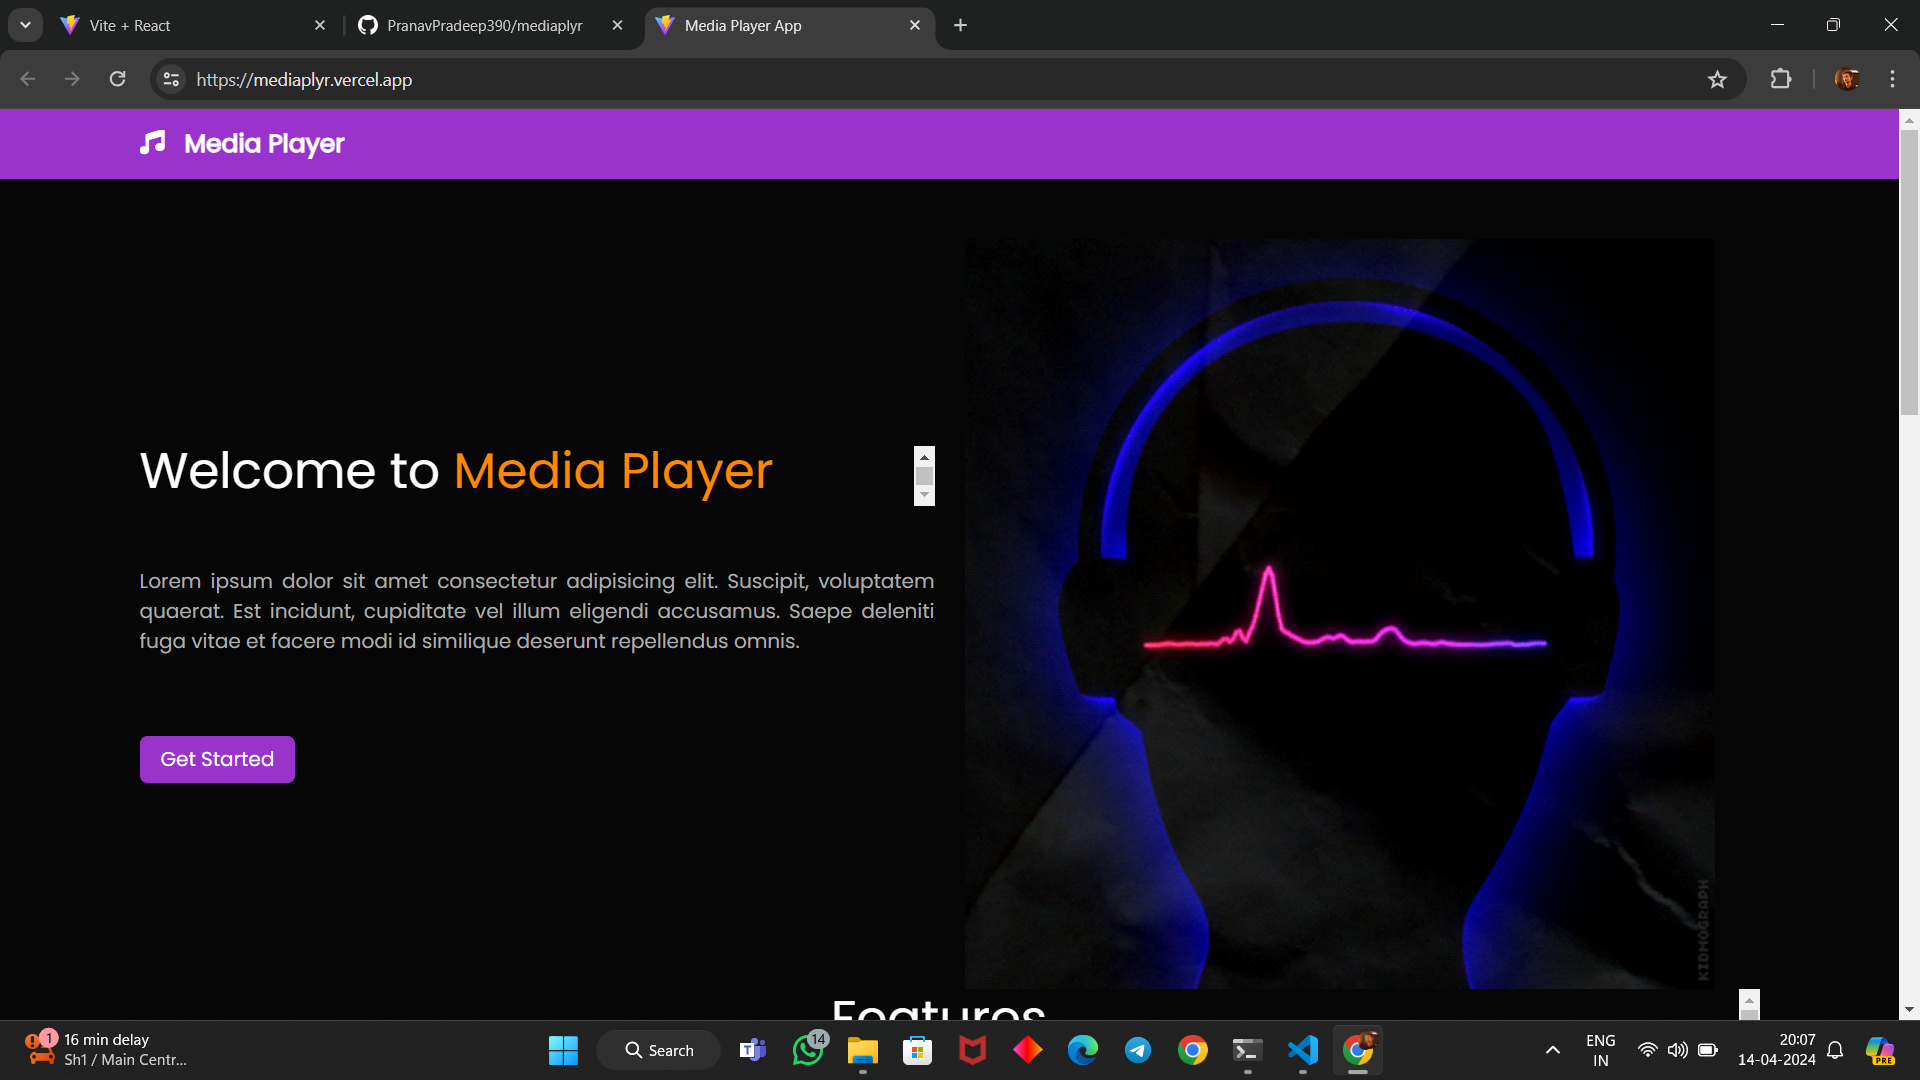 Vite + React
PranavPradeep390/mediaplyr
Media Player App
https://mediaplyr.vercel.app
Media Player
Welcome to Media Player
Lorem ipsum dolor sit amet consectetur adipisicing elit. Suscipit, voluptatem
quaerat. Est incidunt, cupiditate vel illum eligendi accusamus. Saepe deleniti
fuga vitae et facere modi id similique deserunt repellendus omnis.
Get Started
KIDMOGRAPH
Features
1
16 min delay
Sh1 / Main Centr...
Search
14
ENG
IN
20:07
14-04-2024
PRE